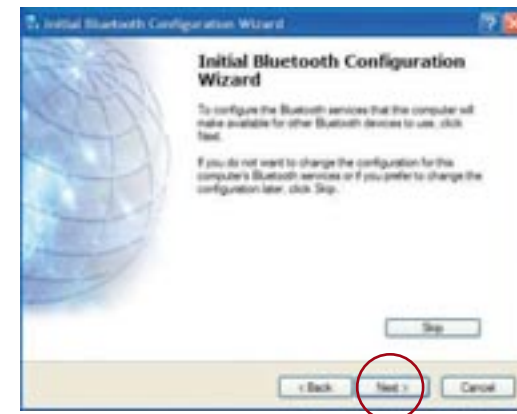 Initial Bluetooth Configuration Wizard
Initial Bluetooth Configuration
Wizard
To configure the Bluetooth services that this computer will
make available for other Bluetooth devices to use, click
Next.
If you do not want to change the configuration for this
computer's Bluetooth services or if you prefer to change the
configuration later, click Skip.
Skip
< Back
Next >
Cancel